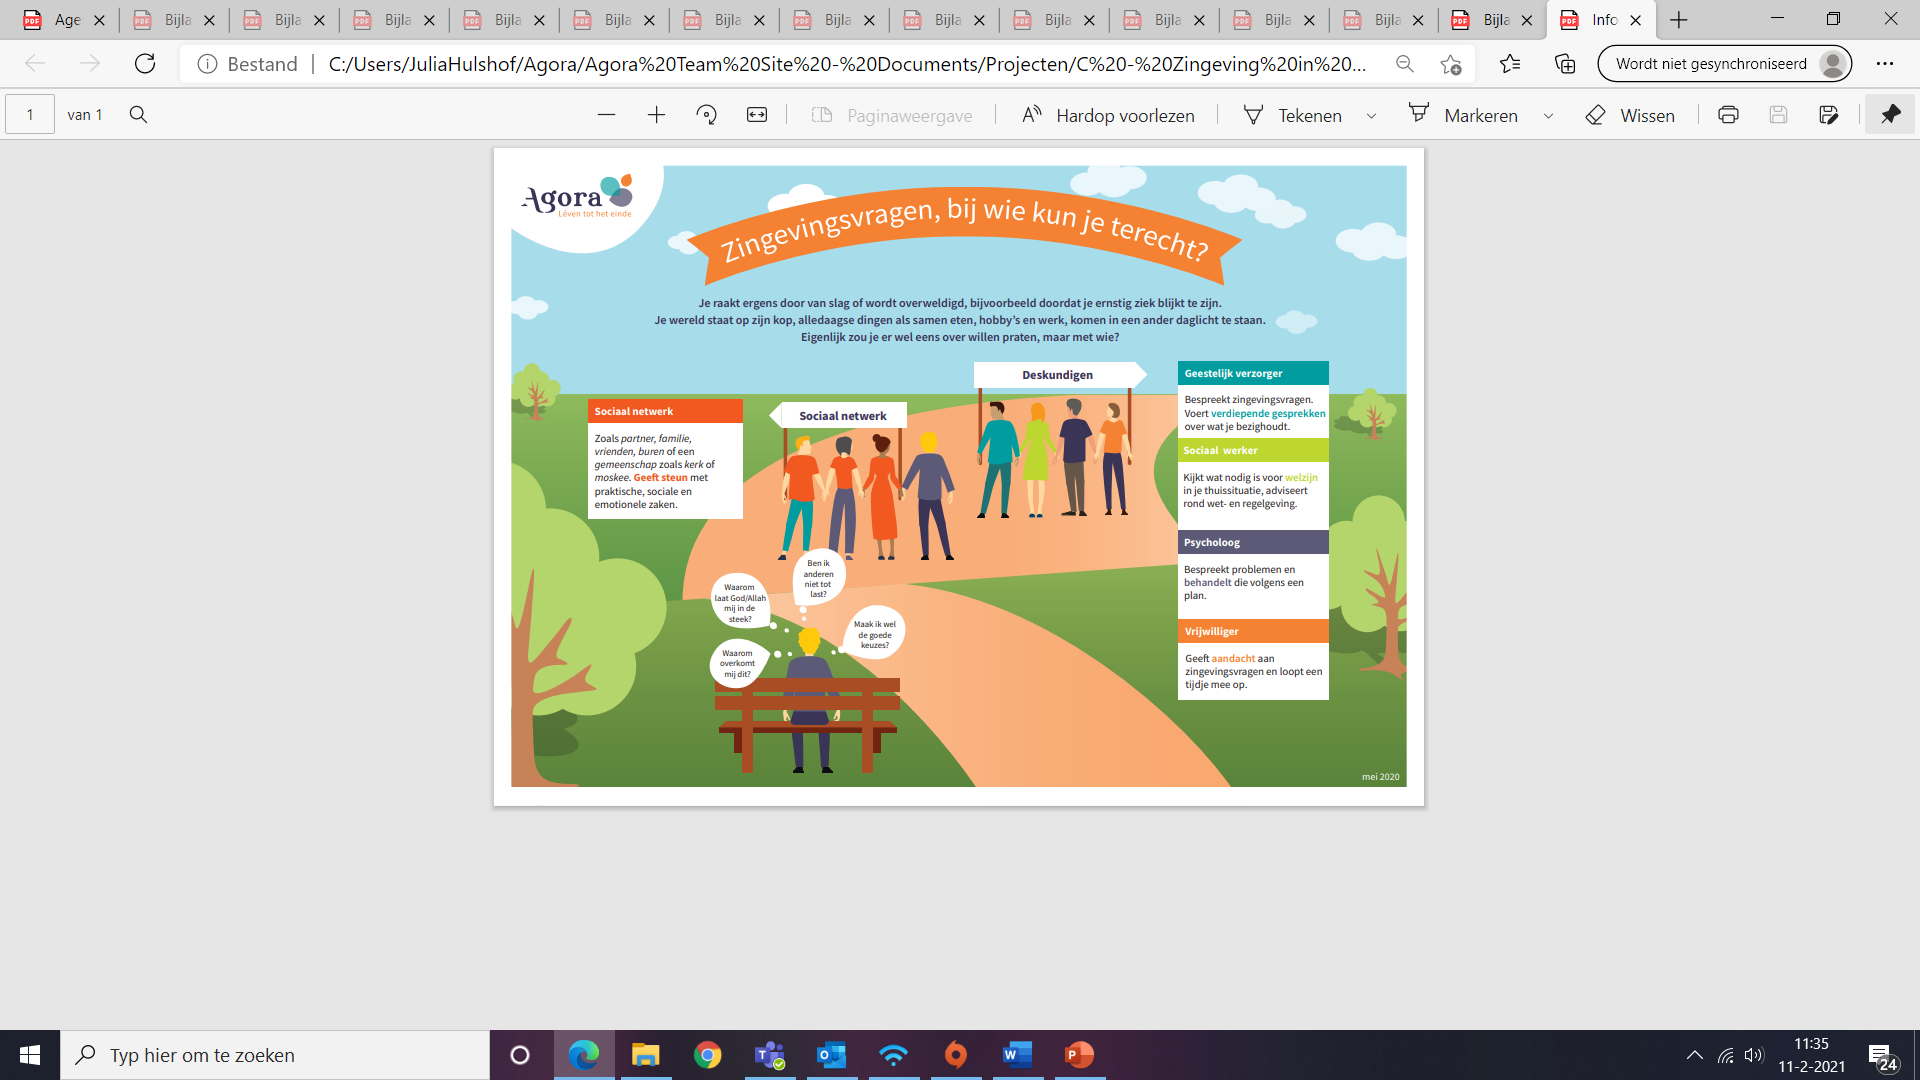 Age
Bijla
Bijla
Bijla
Bijla
Bijla
Bijla
Bijla
Bijla
Bijla
Bijla
Bijla
Bijla
Bijla
Info
Bestand
C:/Users/JuliaHulshof/Agora/Agora%20Team%20Site%20-%20Documents/Projecten/C%20-%20Zingeving%20in%20...
Wordt niet gesynchroniseerd
1 van 1
Paginaweergave
Hardop voorlezen
Tekenen
Markeren
Wissen
Agora
Léven tot het einde
Zingevingsvragen, bij wie kun je terecht?
Je raakt ergens door van slag of wordt overweldigd, bijvoorbeeld doordat je ernstig ziek blijkt te zijn.
Je wereld staat op zijn kop, alledaagse dingen als samen eten, hobby's en werk, komen in een ander daglicht te staan.
Eigenlijk zou je er wel eens over willen praten, maar met wie?
Sociaal netwerk
Zoals partner, familie,
vrienden, buren of een
gemeenschap zoals kerk of
moskee. Geeft steun met
praktische, sociale en
emotionele zaken.
Sociaal netwerk
Deskundigen
Geestelijk verzorger
Bespreekt zingevingsvragen.
Voert verdiepende gesprekken
over wat je bezighoudt.
Sociaal werker
Kijkt wat nodig is voor welzijn
in je thuissituatie, adviseert
rond wet- en regelgeving.
Psycholoog
Bespreekt problemen en
behandelt die volgens een
plan.
Vrijwilliger
Geeft aandacht aan
zingevingsvragen en loopt een
tijdje mee op.
Ben ik
anderen
niet tot
last?
Waarom
laat God/Allah
mij in de
steek?
Maak ik wel
de goede
keuzes?
Waarom
overkomt
mij dit?
mei 2020
Typ hier om te zoeken
11:35
11-2-2021
24